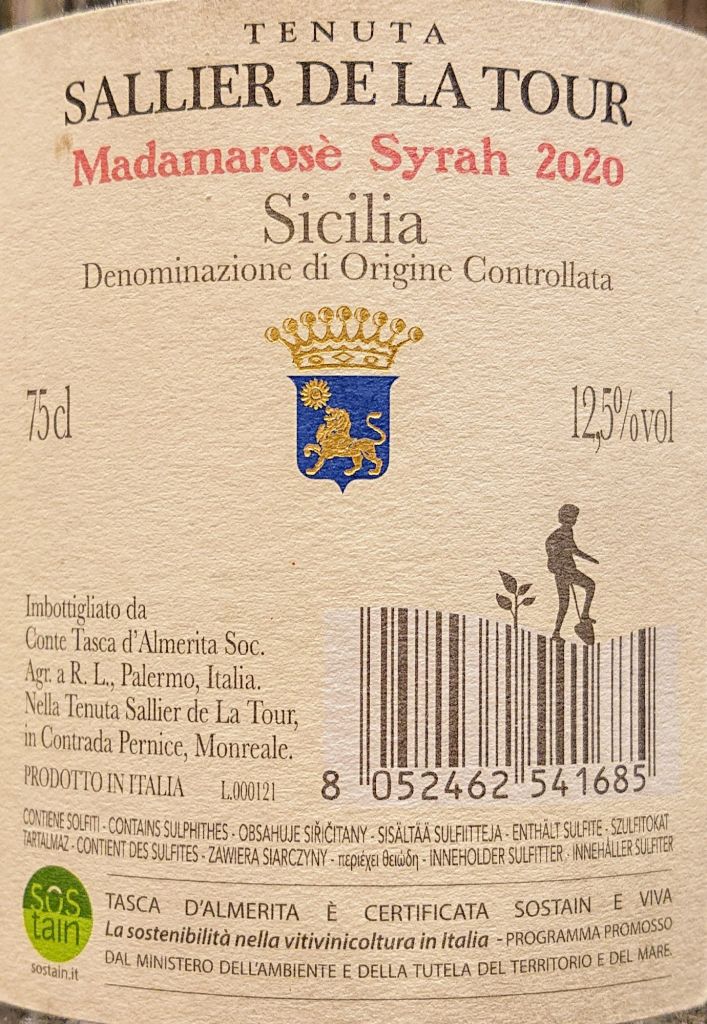 TENUTA
SALLIER DE LA TOUR
Madamarosè Syrah 2020
Sicilia
Denominazione di Origine Controllata
75 cl
12,5% vol
Imbottigliato da
Conte Tasca d'Almerita Soc.
Agr. a R. L., Palermo, Italia.
Nella Tenuta Sallier de La Tour,
in Contrada Pernice, Monreale.
PRODOTTO IN ITALIA L.000121
8 052462 541685
CONTIENE SOLFITI - CONTAINS SULPHITHES - OBSAHUJE SIŘIČITANY - SISÄLTÄÄ SULFIITTEJA - ENTHÄLT SULFITE - SZULFITOKAT
TARTALMAZ - CONTIENT DES SULFITES - ZAWIERA SIARCZYNY - περιέχει θειώδη - INNEHOLDER SULFITTER - INNEHÅLLER SULFITER
SOS
tain
sostain.it
TASCA D'ALMERITA È CERTIFICATA SOSTAIN E VIVA
La sostenibilità nella vitivinicoltura in Italia - PROGRAMMA PROMOSSO
DAL MINISTERO DELL'AMBIENTE E DELLA TUTELA DEL TERRITORIO E DEL MARE.